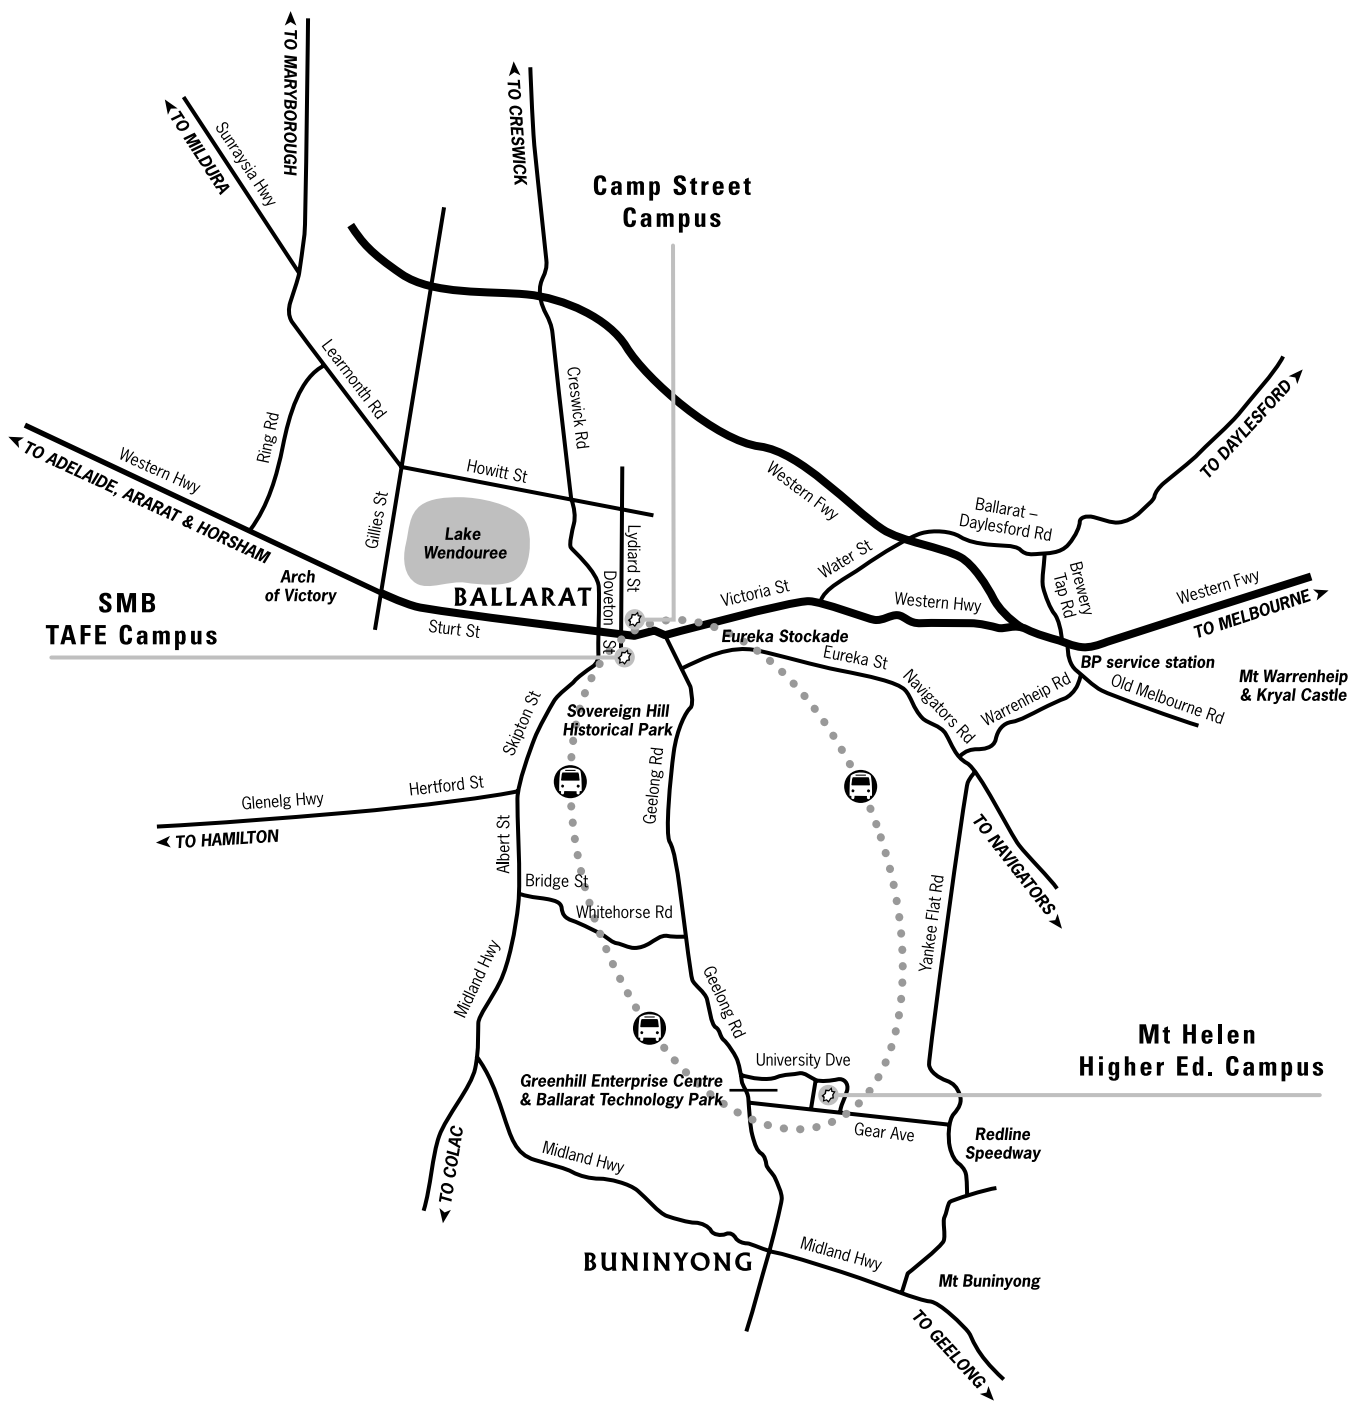 TO MARYBOROUGH
TO MILDURA
Sunraysia Hwy
TO CRESWICK
Camp Street
Campus
Learmonth Rd
Ring Rd
Creswick Rd
TO DAYLESFORD
Western Hwy
TO ADELAIDE, ARARAT & HORSHAM
Howitt St
Gillies St
Western Fwy
Ballarat –
Daylesford Rd
Lake
Wendouree
Lydiard St
Water St
Arch
of Victory
BALLARAT
Doveton St
Victoria St
Western Hwy
Brewery
Tap Rd
Western Fwy
TO MELBOURNE
SMB
TAFE Campus
Sturt St
Eureka Stockade
Eureka St
BP service station
Mt Warrenheip
& Kryal Castle
Navigators Rd
Warrenheip Rd
Old Melbourne Rd
Skipton St
Sovereign Hill
Historical Park
Geelong Rd
Glenelg Hwy
Hertford St
TO HAMILTON
Albert St
TO NAVIGATORS
Bridge St
Whitehorse Rd
Yankee Flat Rd
Midland Hwy
Geelong Rd
Mt Helen
Higher Ed. Campus
University Dve
Greenhill Enterprise Centre
& Ballarat Technology Park
Gear Ave
Redline
Speedway
TO COLAC
Midland Hwy
BUNINYONG
Midland Hwy
Mt Buninyong
TO GEELONG